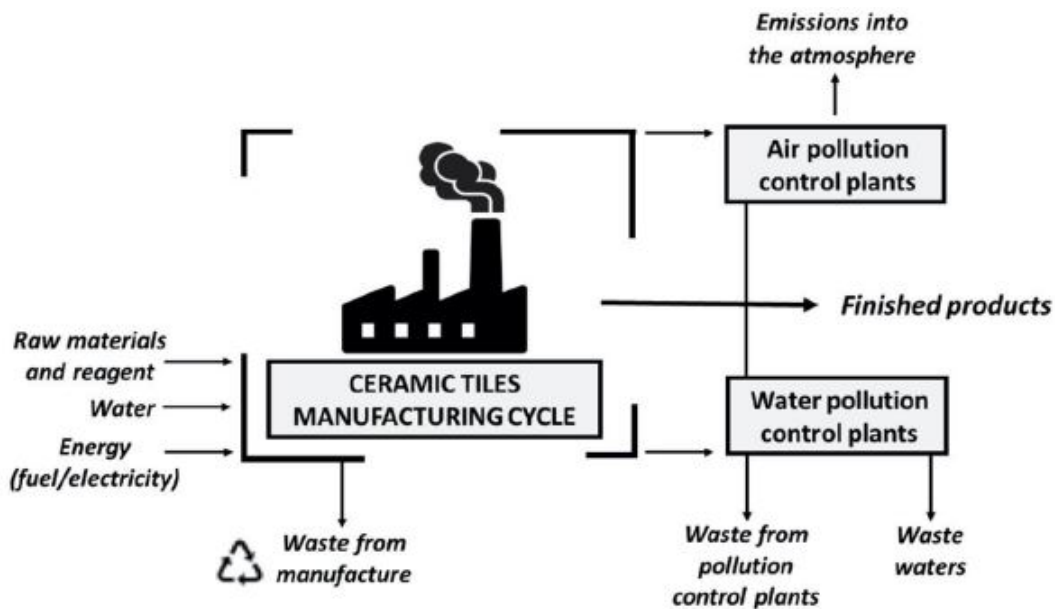 Emissions into
the atmosphere
Air pollution
control plants
Finished products
Raw materials
and reagent
Water
Energy
(fuel/electricity)
CERAMIC TILES
MANUFACTURING CYCLE
Water pollution
control plants
Waste from
manufacture
Waste from
pollution
control plants
Waste
waters